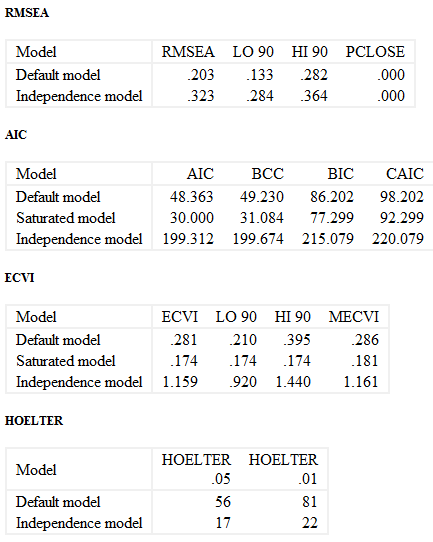 RMSEA
Model RMSEA LO 90 HI 90 PCLOSE
Default model .203 .133 .282 .000
Independence model .323 .284 .364 .000
AIC
Model AIC BCC BIC CAIC
Default model 48.363 49.230 86.202 98.202
Saturated model 30.000 31.084 77.299 92.299
Independence model 199.312 199.674 215.079 220.079
ECVI
Model ECVI LO 90 HI 90 MECVI
Default model .281 .210 .395 .286
Saturated model .174 .174 .174 .181
Independence model 1.159 .920 1.440 1.161
HOELTER
Model HOELTER .05 HOELTER .01
Default model 56 81
Independence model 17 22